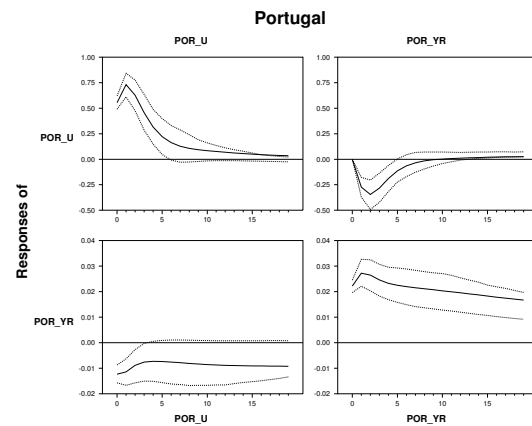 Portugal
POR_U POR_YR
1.00 1.00
0.75 0.75
0.50 0.50
0.25 0.25
POR_U
0.00 0.00
-0.25 -0.25
-0.50 -0.50
0 5 10 15 0 5 10 15
Responses of
0.04 0.04
0.03 0.03
0.02 0.02
0.01 0.01
POR_YR
0.00 0.00
-0.01 -0.01
-0.02 -0.02
0 5 10 15 0 5 10 15
POR_U POR_YR